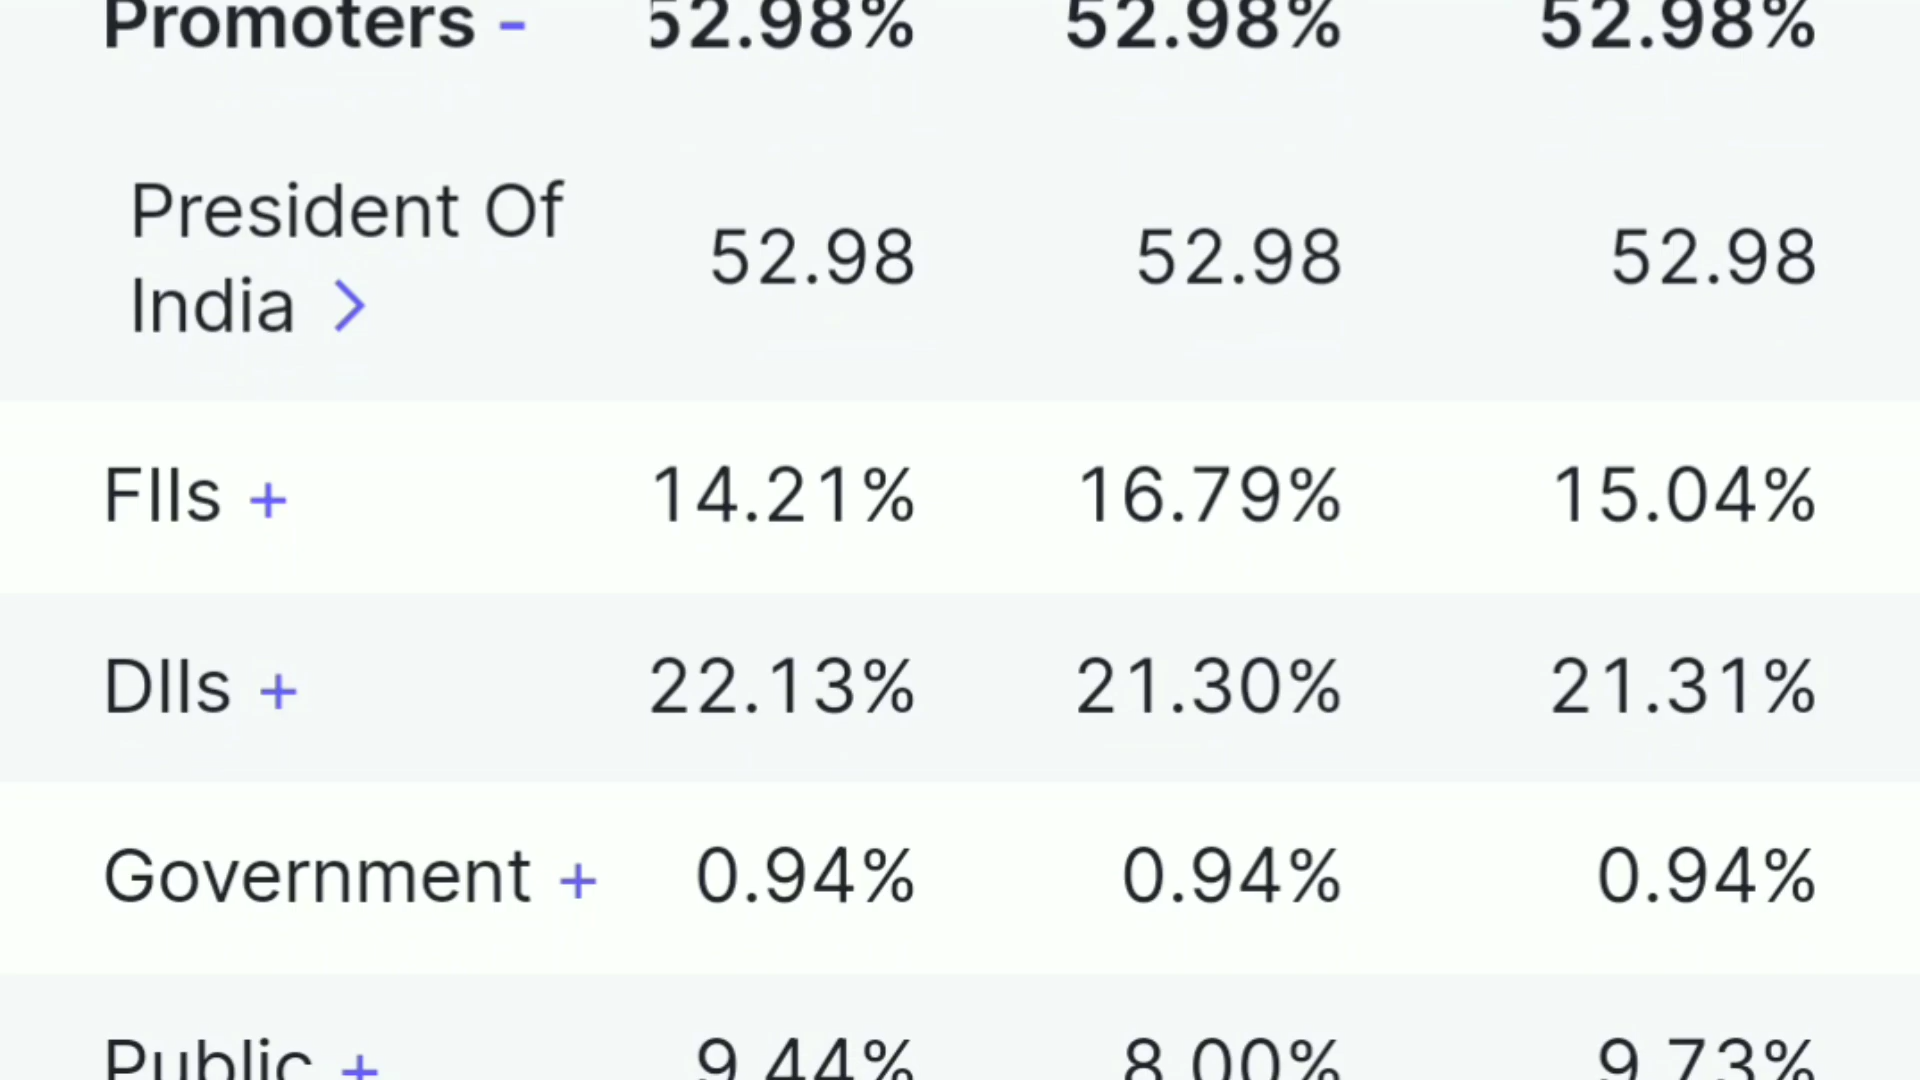 Promoters - 52.98% 52.98% 52.98%
President Of
India > 52.98 52.98 52.98
FIIs + 14.21% 16.79% 15.04%
DIIs + 22.13% 21.30% 21.31%
Government + 0.94% 0.94% 0.94%
Public + 9.44% 8.00% 9.73%